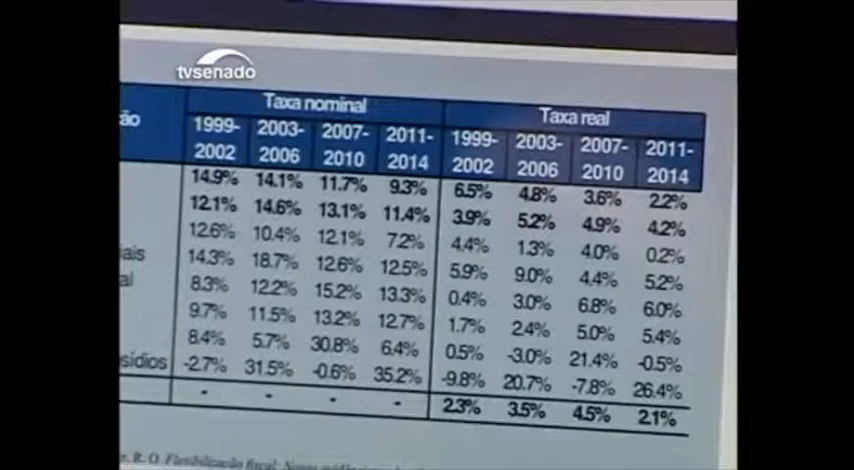 tvsenado
Taxa nominal Taxa real
ão 1999- 2003- 2007- 2011- 1999- 2003- 2007- 2011-
2002 2006 2010 2014 2002 2006 2010 2014
14.9% 14.1% 11.7% 9.3% 6.5% 4.8% 3.6% 2.2%
12.1% 14.6% 13.1% 11.4% 3.9% 5.2% 4.9% 4.2%
12.6% 10.4% 12.1% 7.2% 4.4% 1.3% 4.0% 0.2%
iais 14.3% 18.7% 12.6% 12.5% 5.9% 9.0% 4.4% 5.2%
al 8.3% 12.2% 15.2% 13.3% 0.4% 3.0% 6.8% 6.0%
9.7% 11.5% 13.2% 12.7% 1.7% 2.4% 5.0% 5.4%
8.4% 5.7% 30.8% 6.4% 0.5% -3.0% 21.4% -0.5%
sídios -2.7% 31.5% -0.6% 35.2% -9.8% 20.7% -7.8% 26.4%
- - - - 2.3% 3.5% 4.5% 2.1%
r. R. O. Flexibilização fiscal: